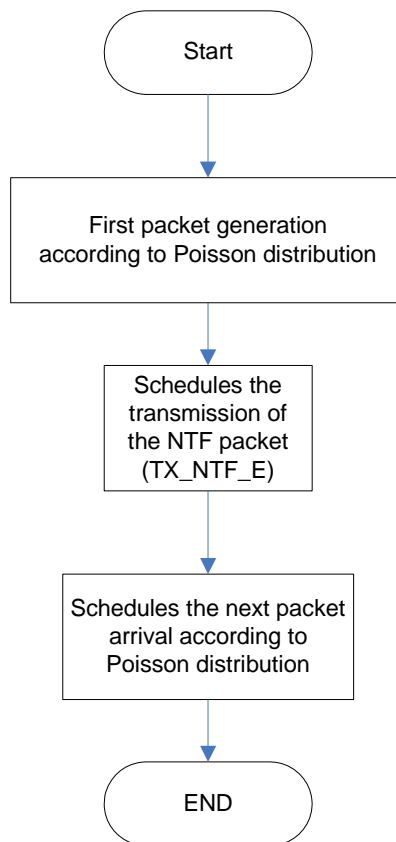 Start
First packet generation
according to Poisson distribution
Schedules the
transmission of
the NTF packet
(TX_NTF_E)
Schedules the next packet
arrival according to
Poisson distribution
END